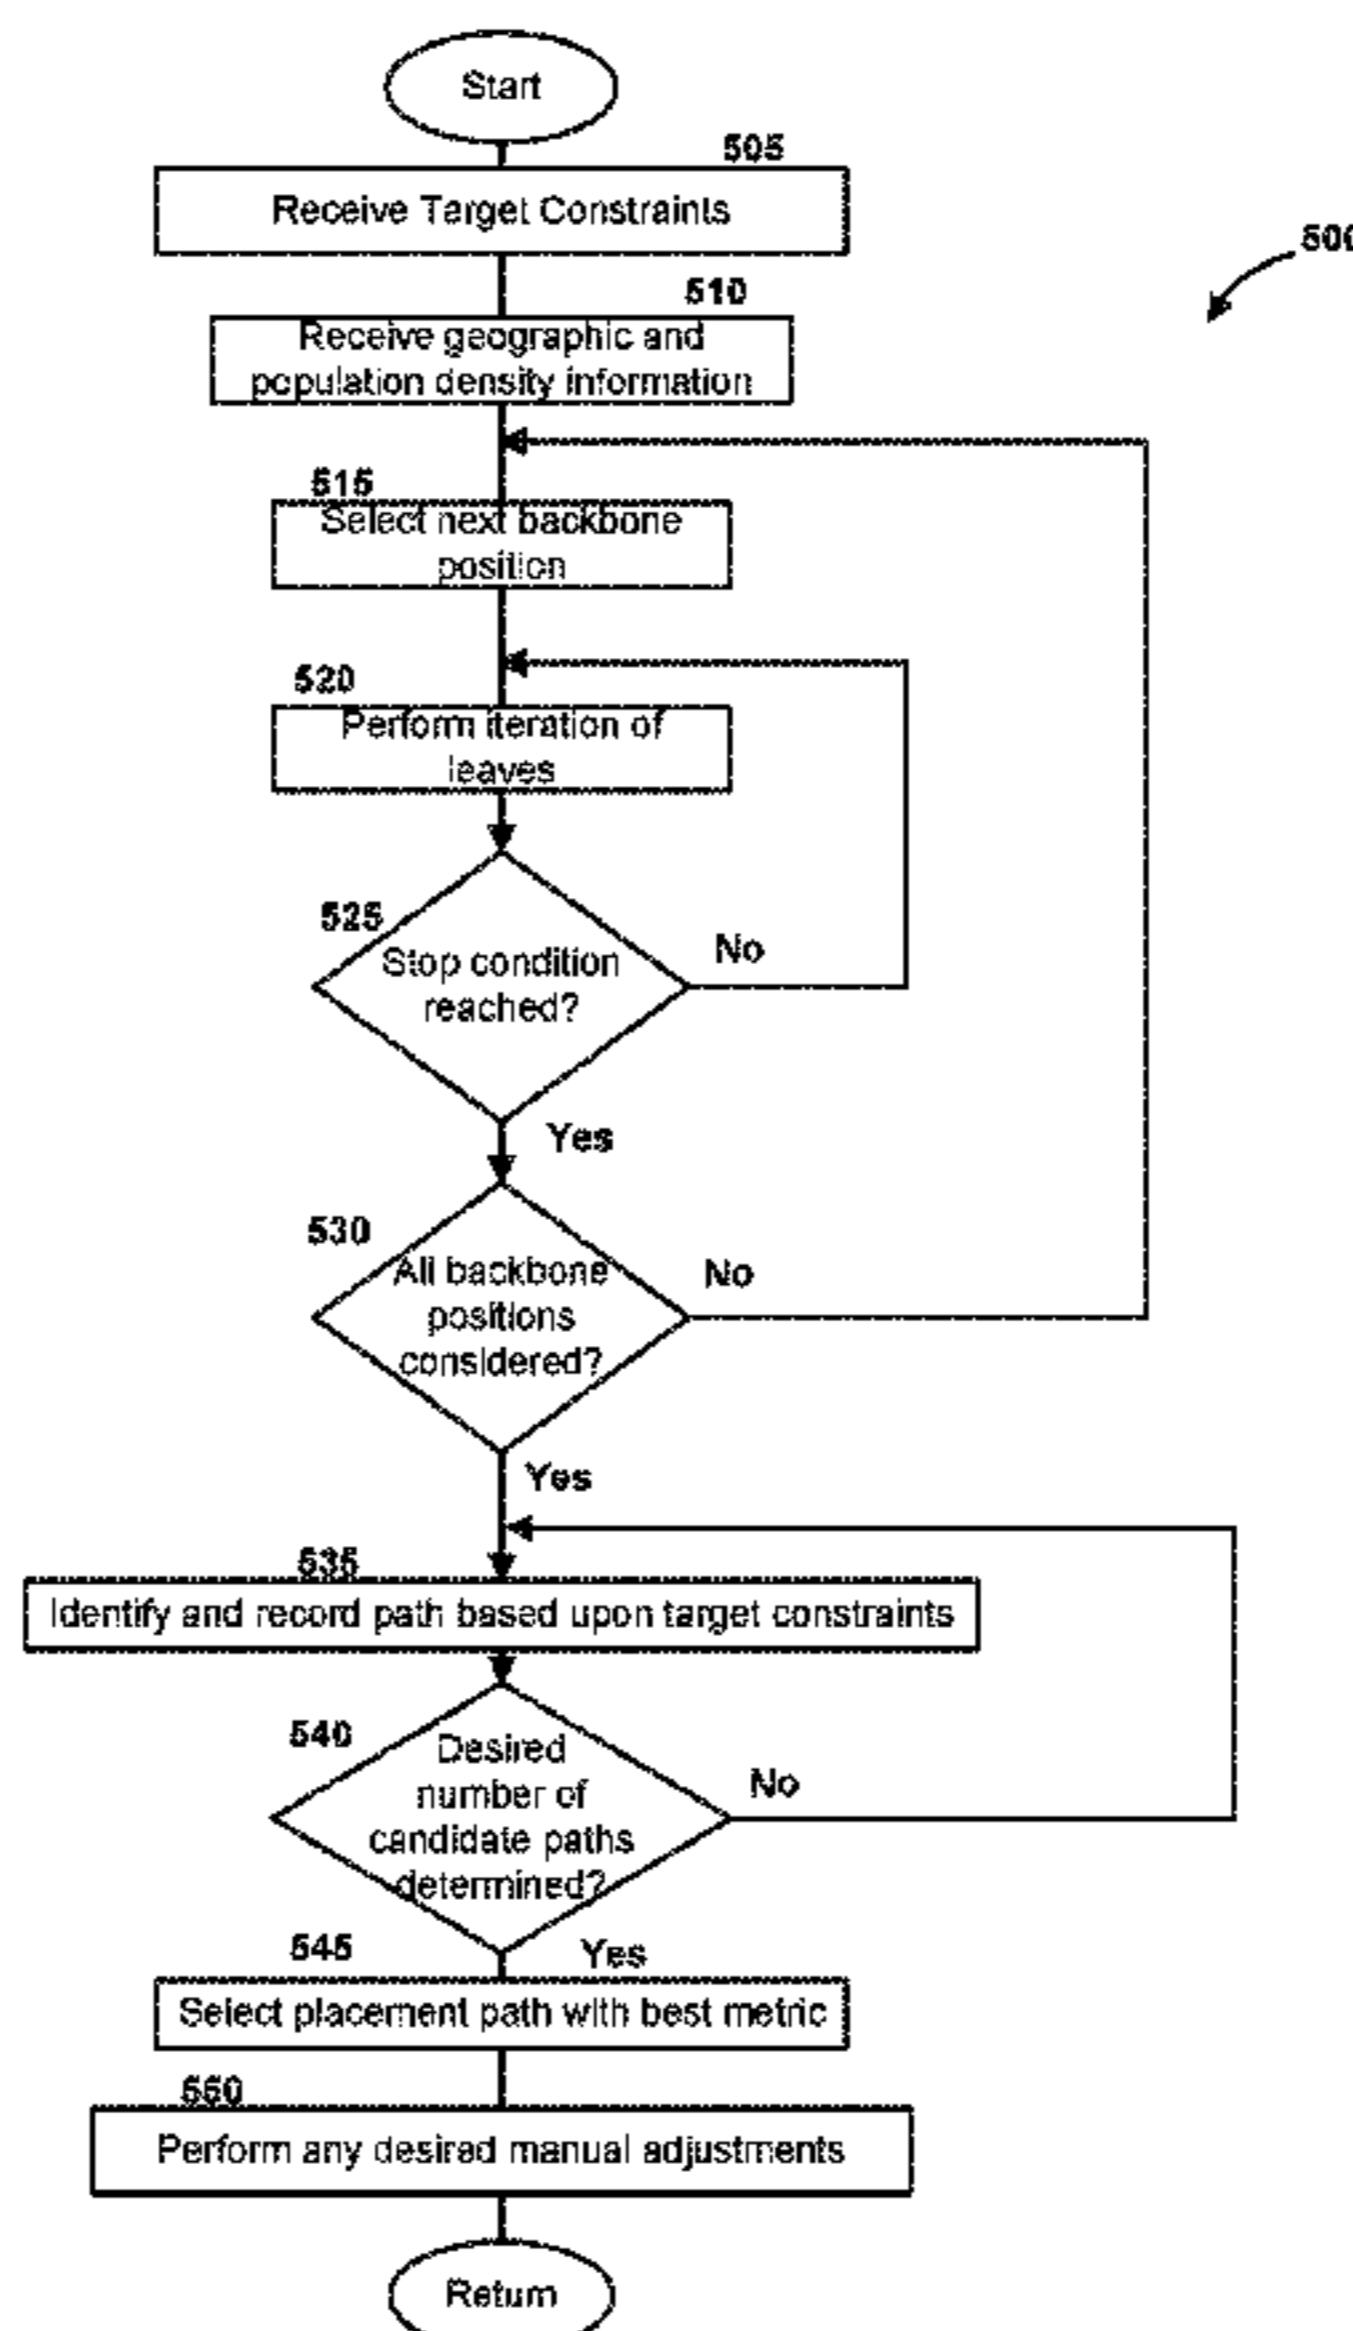 Start
505
Receive Target Constraints
500
510
Receive geographic and
population density information
515
Select next backbone
position
520
Perform iteration of
leaves
525
Stop condition
reached?
No
Yes
530
All backbone
positions
considered?
No
Yes
535
Identify and record path based upon target constraints
540
Desired
number of
candidate paths
determined?
No
545
Yes
Select placement path with best metric
550
Perform any desired manual adjustments
Return